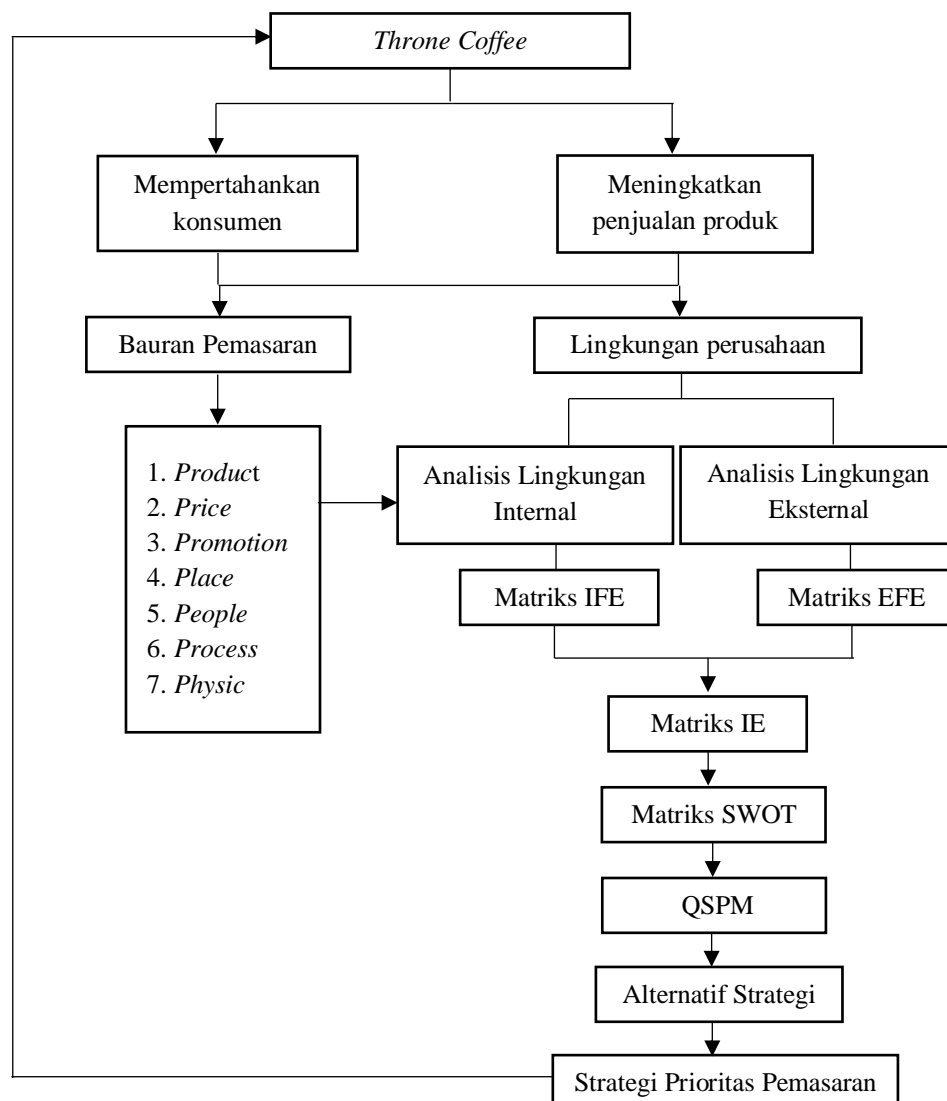 Throne Coffee
Mempertahankan
konsumen
Meningkatkan
penjualan produk
Bauran Pemasaran
Lingkungan perusahaan
1. Product
2. Price
3. Promotion
4. Place
5. People
6. Process
7. Physic
Analisis Lingkungan
Internal
Analisis Lingkungan
Eksternal
Matriks IFE
Matriks EFE
Matriks IE
Matriks SWOT
QSPM
Alternatif Strategi
Strategi Prioritas Pemasaran